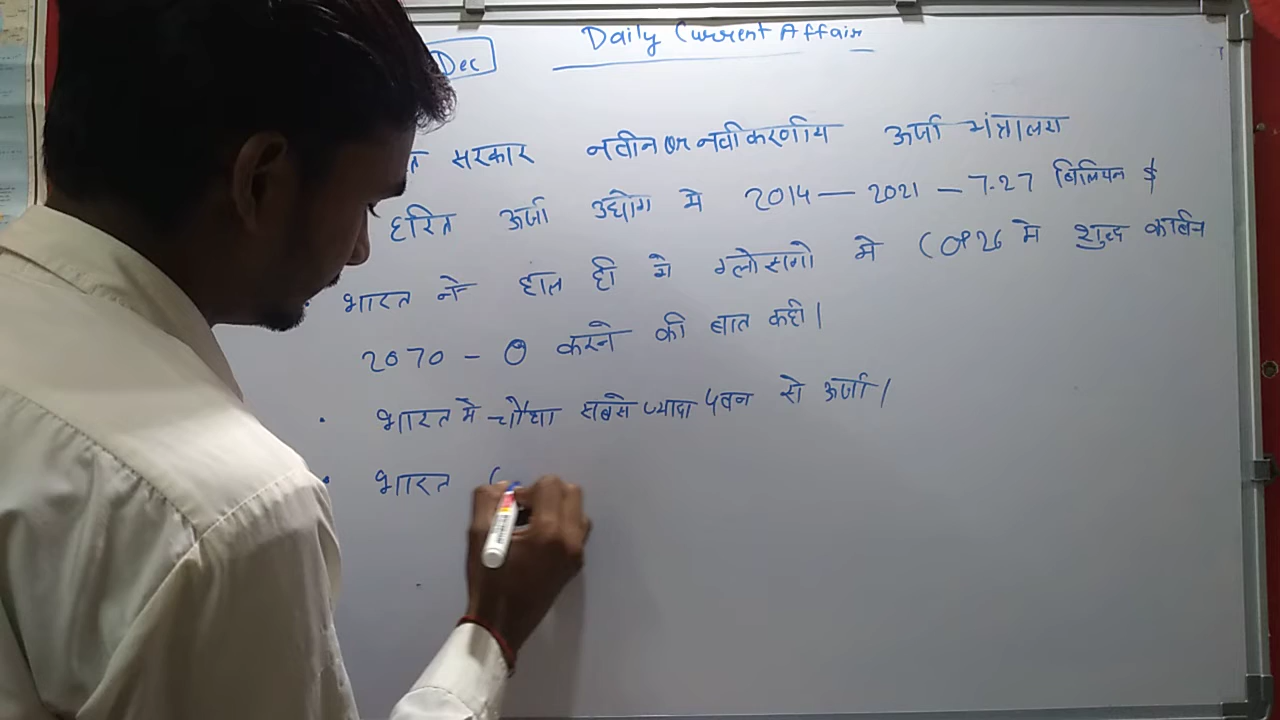 Daily Current Affair
Dec
त सरकार नवीन एवं नवीकरणीय ऊर्जा मंत्रालय
हरित ऊर्जा उद्योग मे 2014 — 2021 - 7.27 बिलियन $
भारत ने हाल ही मे ग्लोसगो मे COP26 मे शुद्ध कार्बन
2070 - 0 करने की बात कही।
• भारत मे चौथा सबसे ज्यादा पवन से ऊर्जा।
• भारत